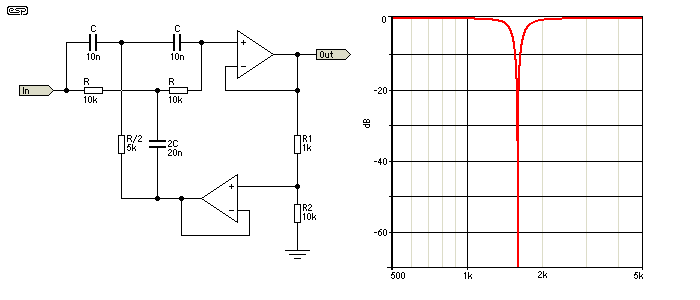 esp
C
10n
C
10n
+
−
Out
In
R
10k
R
10k
R/2
5k
2C
20n
R1
1k
+
−
R2
10k
0
-20
dB
-40
-60
500
1k
2k
5k